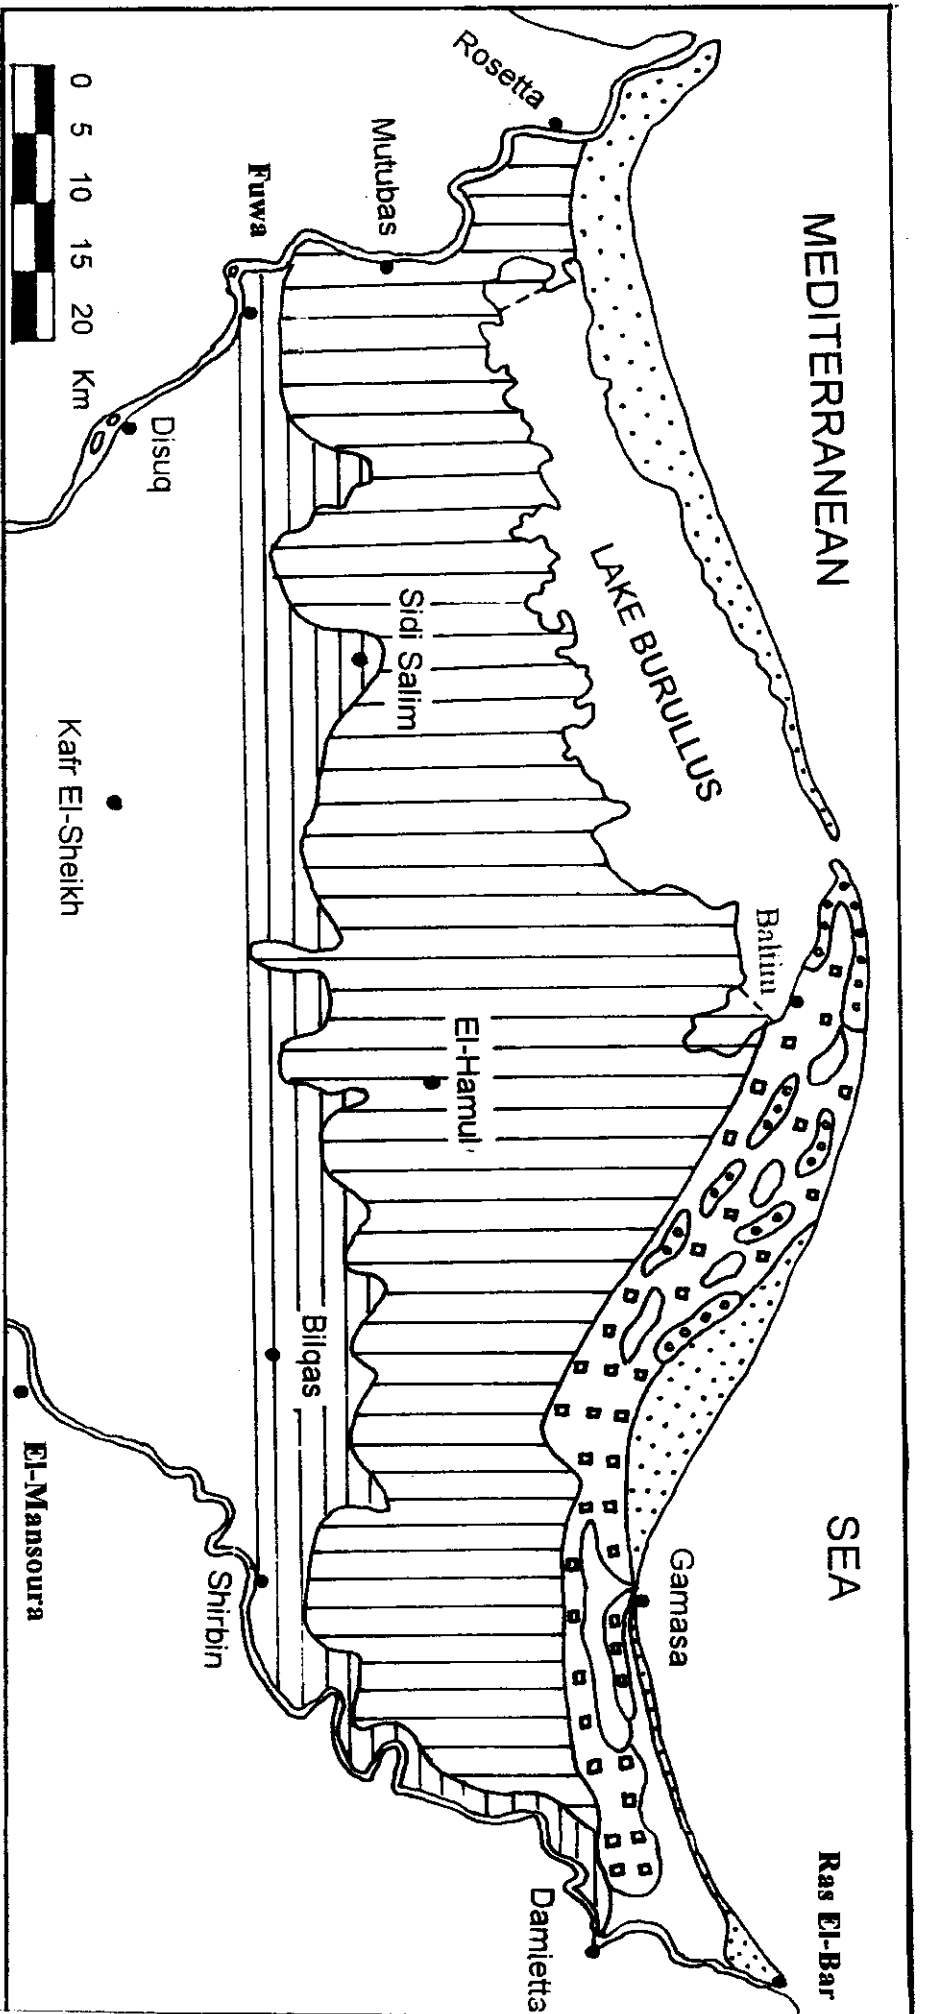 MEDITERRANEAN
SEA
Ras El-Bar
Rosetta
LAKE BURULLUS
Baltim
Gamasa
Damietta
Mutubas
Sidi Salim
El-Hamul
Fuwa
Bilqas
Shirbin
Disuq
Kafr El-Sheikh
El-Mansoura
0 5 10 15 20 Km